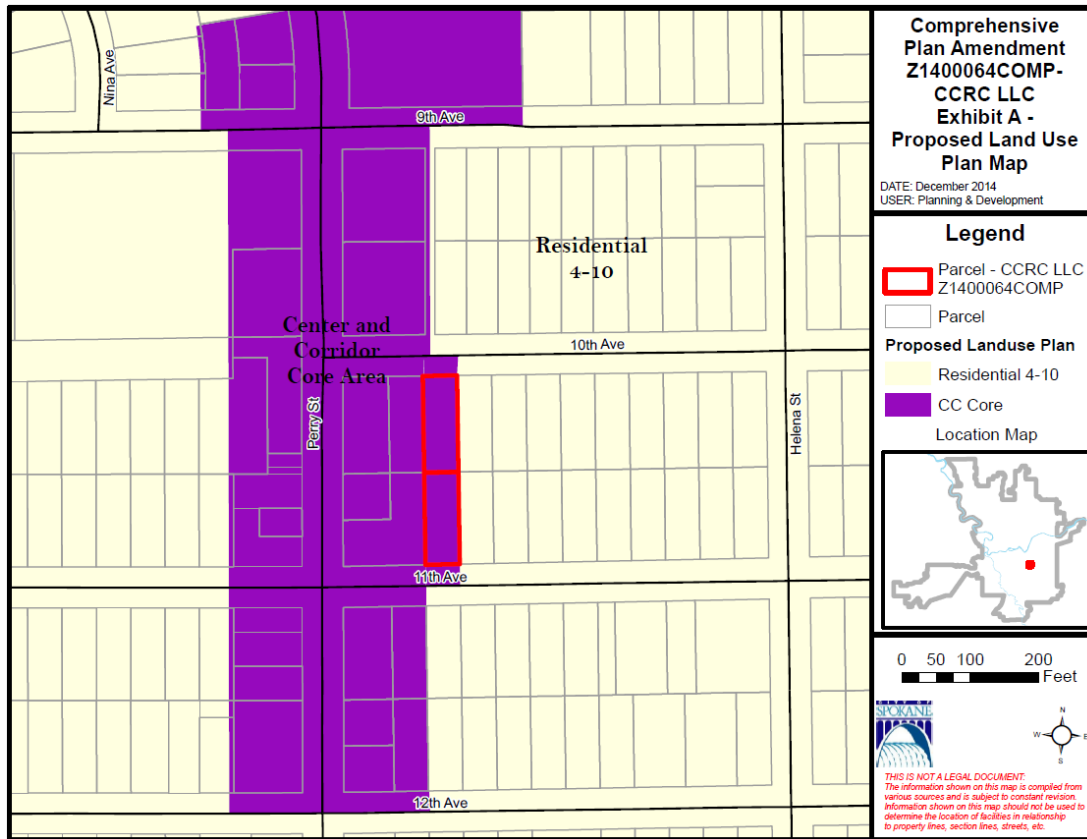 Nina Ave
9th Ave
Residential
4-10
Center and
Corridor
Core Area
10th Ave
Perry St
Helena St
11th Ave
12th Ave
Comprehensive
Plan Amendment
Z1400064COMP-
CCRC LLC
Exhibit A -
Proposed Land Use
Plan Map
DATE: December 2014
USER: Planning & Development
Legend
Parcel - CCRC LLC
Z1400064COMP
Parcel
Proposed Landuse Plan
Residential 4-10
CC Core
Location Map
0 50 100 200
Feet
SPOKANE
N
W E
S
THIS IS NOT A LEGAL DOCUMENT:
The information shown on this map is compiled from
various sources and is subject to constant revision.
Information shown on this map should not be used to
determine the location of facilities in relationship
to property lines, section lines, streets, etc.